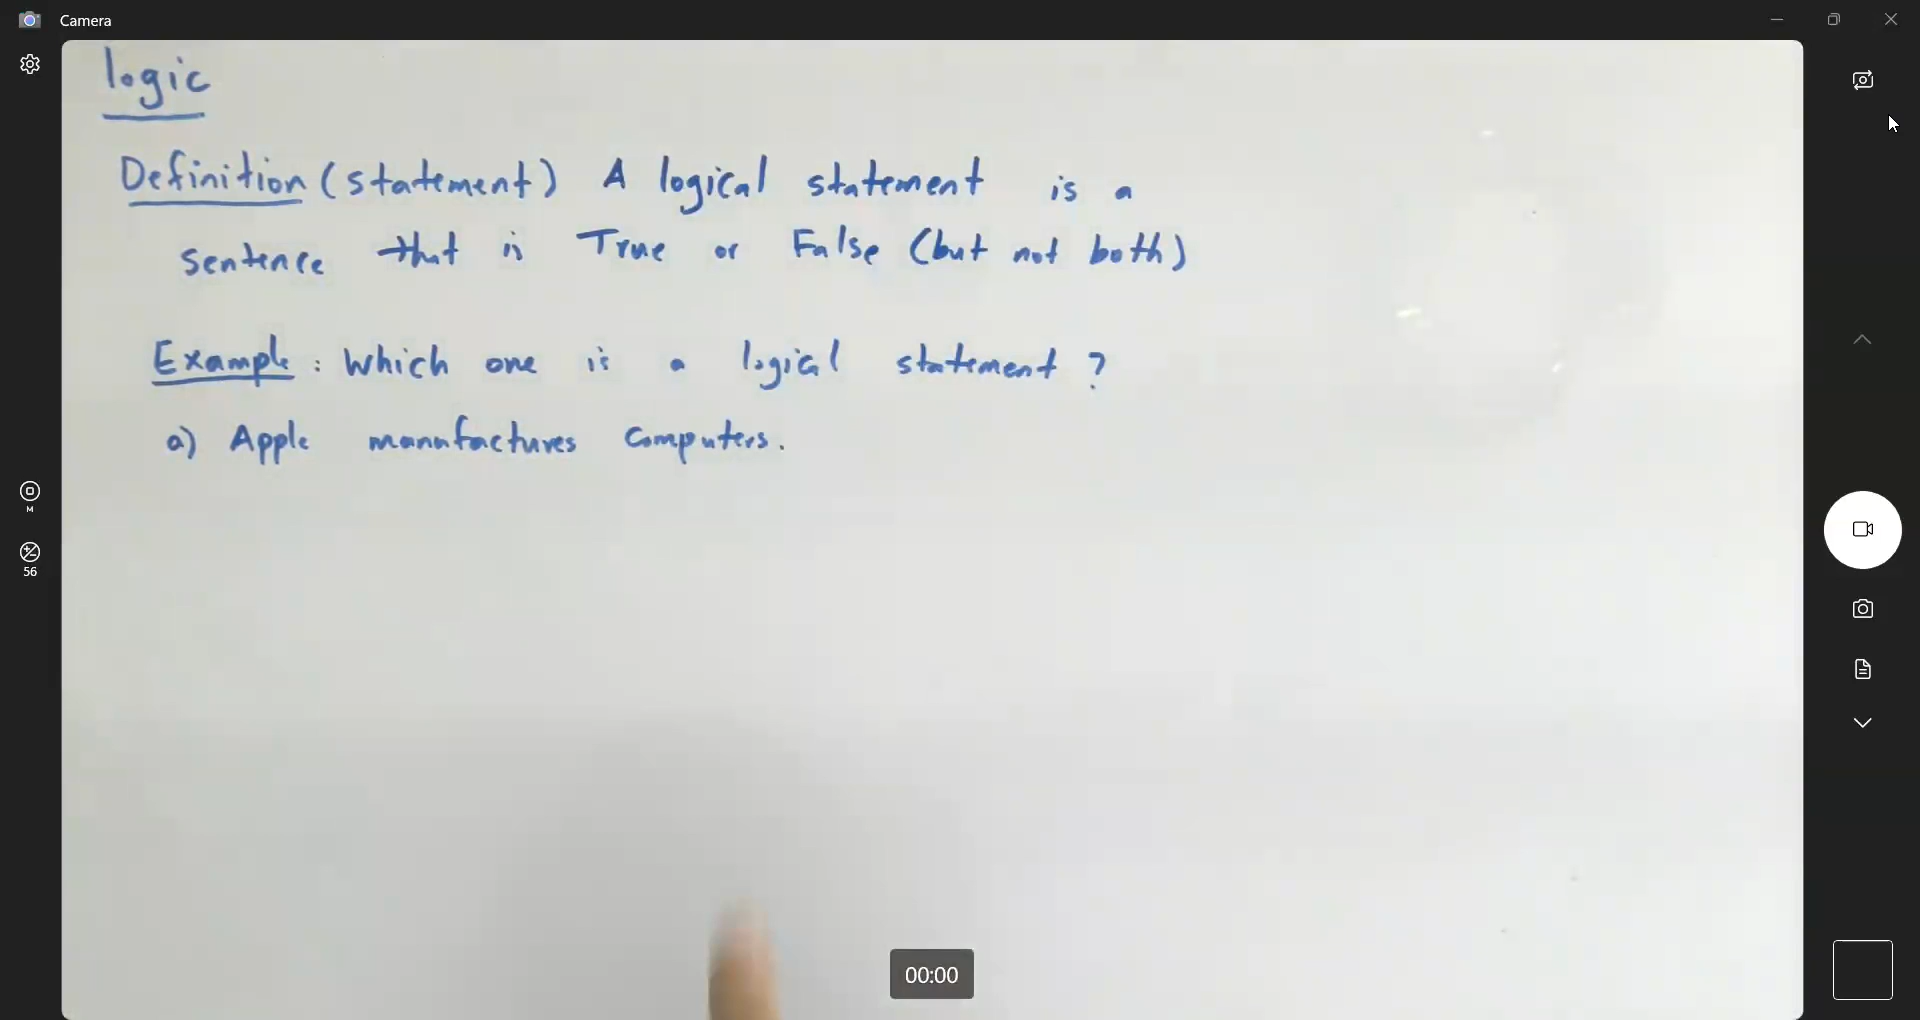 Camera
logic
Definition (statement) A logical statement is a
sentence that is True or False (but not both)
Example : Which one is a logical statement ?
a) Apple manufactures computers.
M
56
00:00